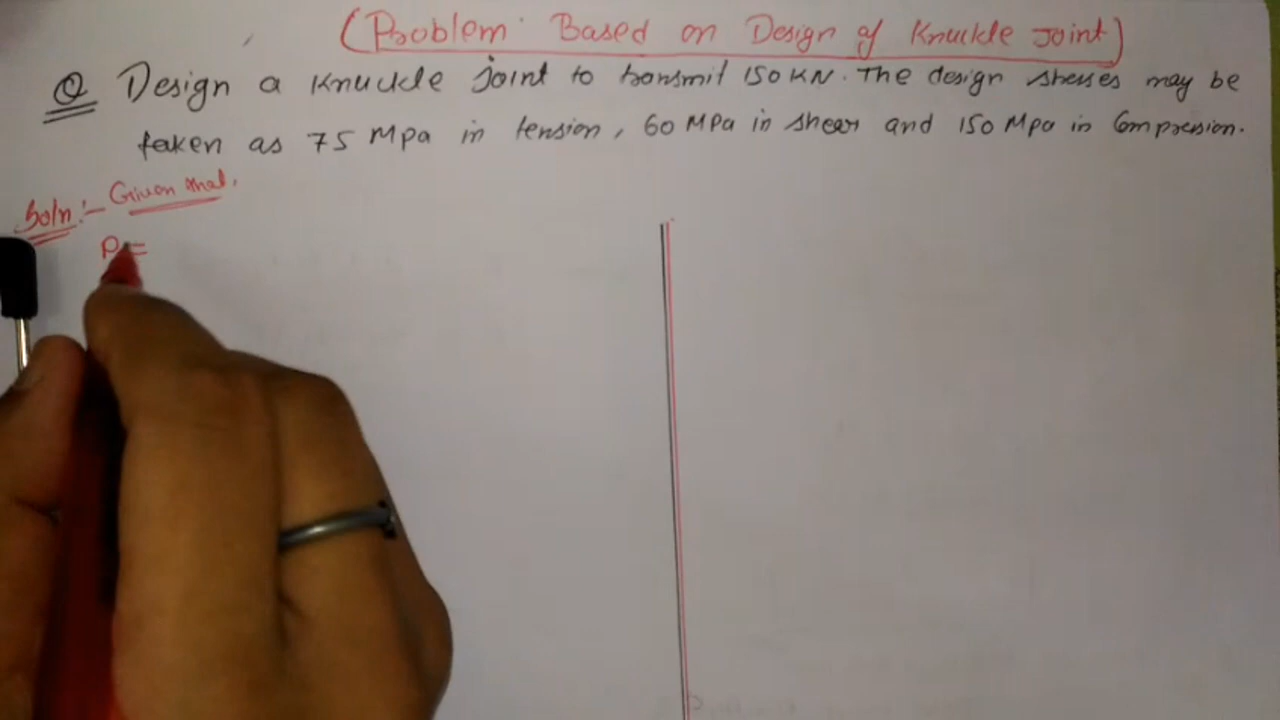 (Problem Based on Design of Knuckle Joint)
Q Design a Knuckle Joint to transmit 150 KN. The design stresses may be
taken as 75 MPa in tension, 60 MPa in shear and 150 MPa in Compression.
Soln:- Given that,
P =